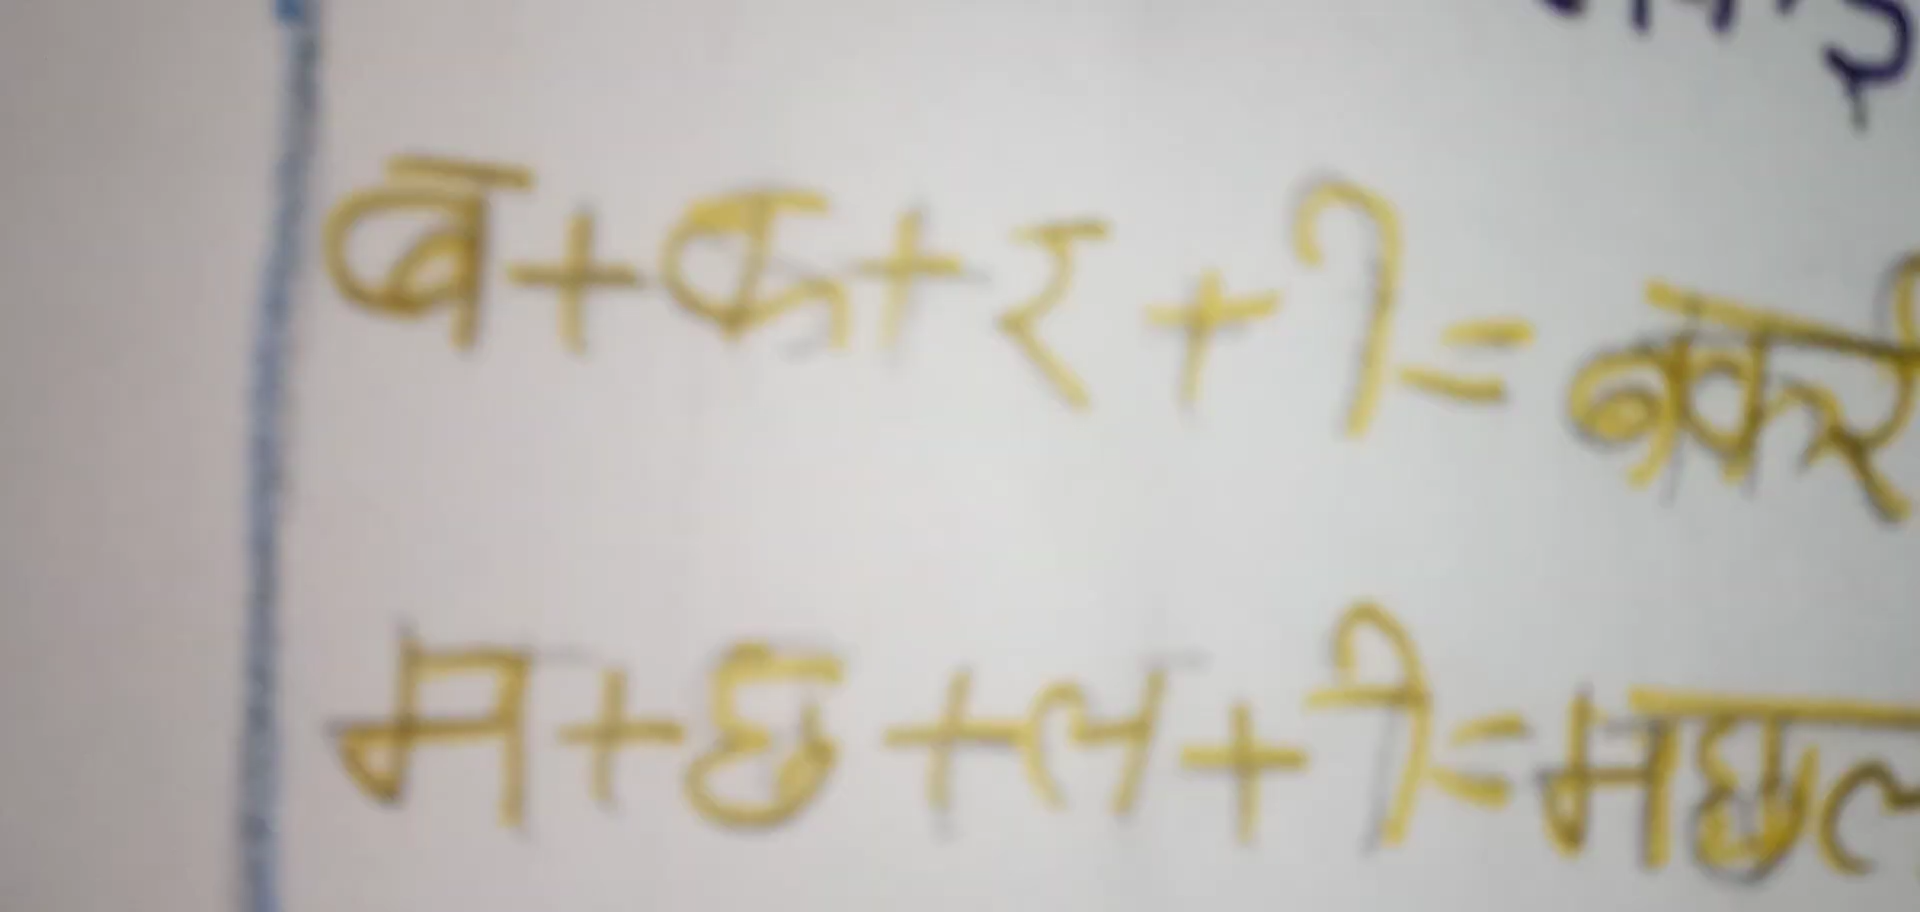 ब + क + र + ी = बकरी
म + छ + ल + ी = मछल